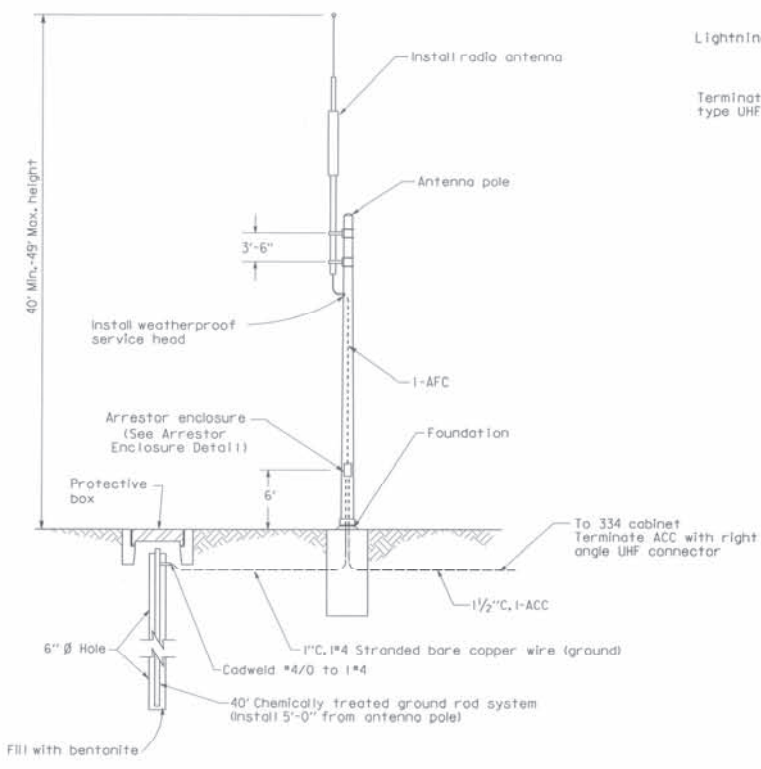 Lightnin
Install radio antenna
Terminat
type UHF
Antenna pole
40' Min.-49' Max. height
3'-6"
Install weatherproof
service head
1-AFC
Arrestor enclosure
(See Arrestor
Enclosure Detail)
Foundation
6'
Protective
box
To 334 cabinet
Terminate ACC with right
angle UHF connector
1½"C,1-ACC
6" Ø Hole
1"C,1#4 Stranded bare copper wire (ground)
Cadweld #4/0 to 1#4
40' Chemically treated ground rod system
(Install 5'-0" from antenna pole)
Fill with bentonite